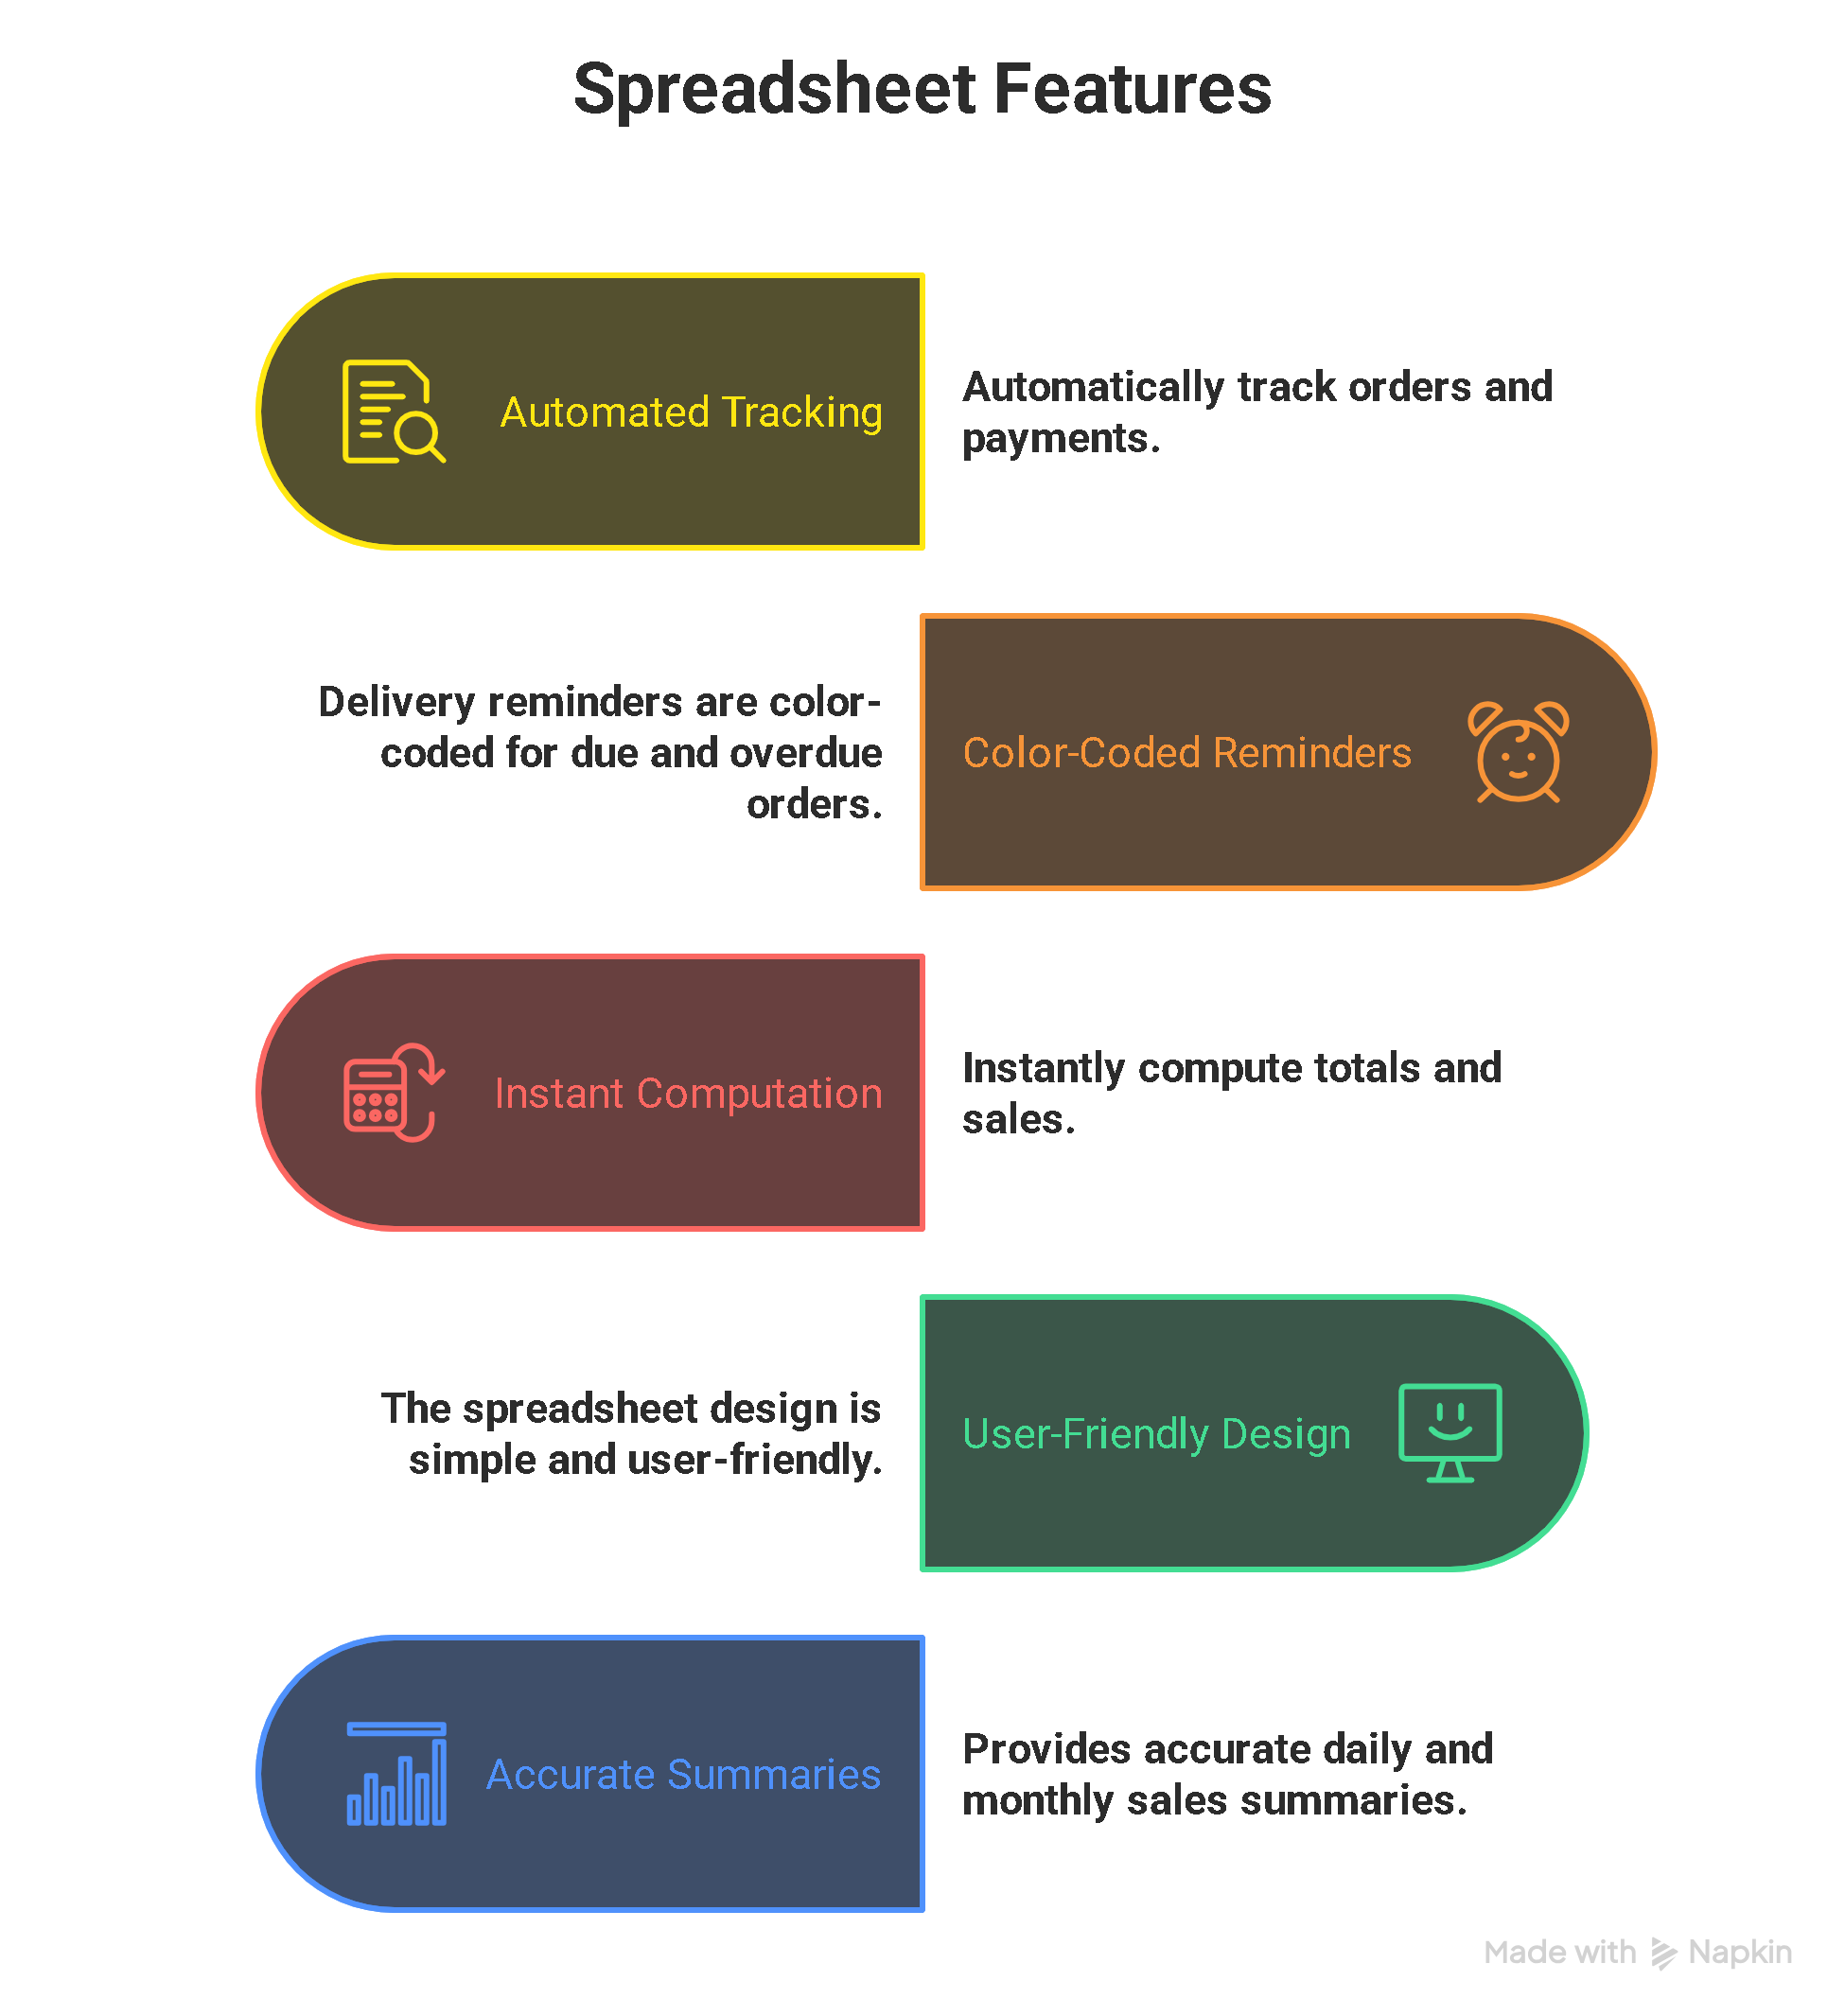 Spreadsheet Features
Automated Tracking
Automatically track orders and
payments.
Delivery reminders are color-
coded for due and overdue
orders.
Color-Coded Reminders
Instant Computation
Instantly compute totals and
sales.
The spreadsheet design is
simple and user-friendly.
User-Friendly Design
Accurate Summaries
Provides accurate daily and
monthly sales summaries.
Made with Napkin